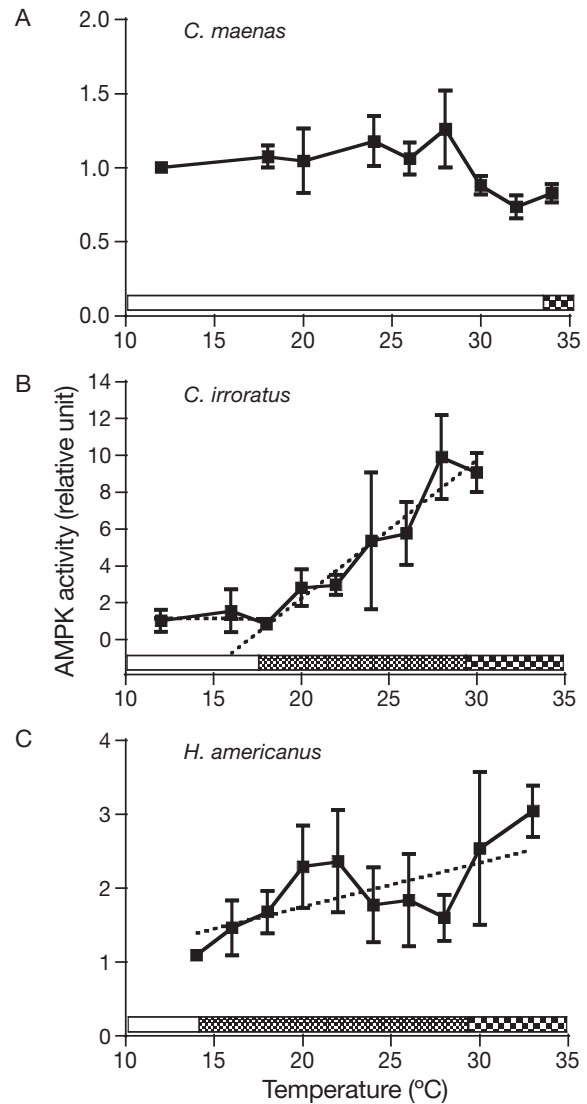 A
C. maenas
2.0
1.5
1.0
0.5
0.0
10 15 20 25 30 35
B
C. irroratus
14
12
10
8
6
4
2
0
10 15 20 25 30 35
AMPK activity (relative unit)
C
H. americanus
4
3
2
1
0
10 15 20 25 30 35
Temperature (ºC)